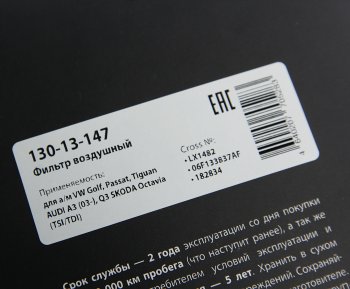 130-13-147
Фильтр воздушный
EAC
Применяемость:
для а/м VW Golf, Passat, Tiguan
AUDI A3 (03-), Q3 SKODA Octavia
(TSI/TDI)
Cross №:
•LX1482
•06F133837AF
•182834
Срок службы — 2 года эксплуатации со дня покупки
000 км пробега (что наступит ранее), а так же
требителем условий эксплуатации и
— 5 лет. Хранить в сухом
реждений. Сохраняй-